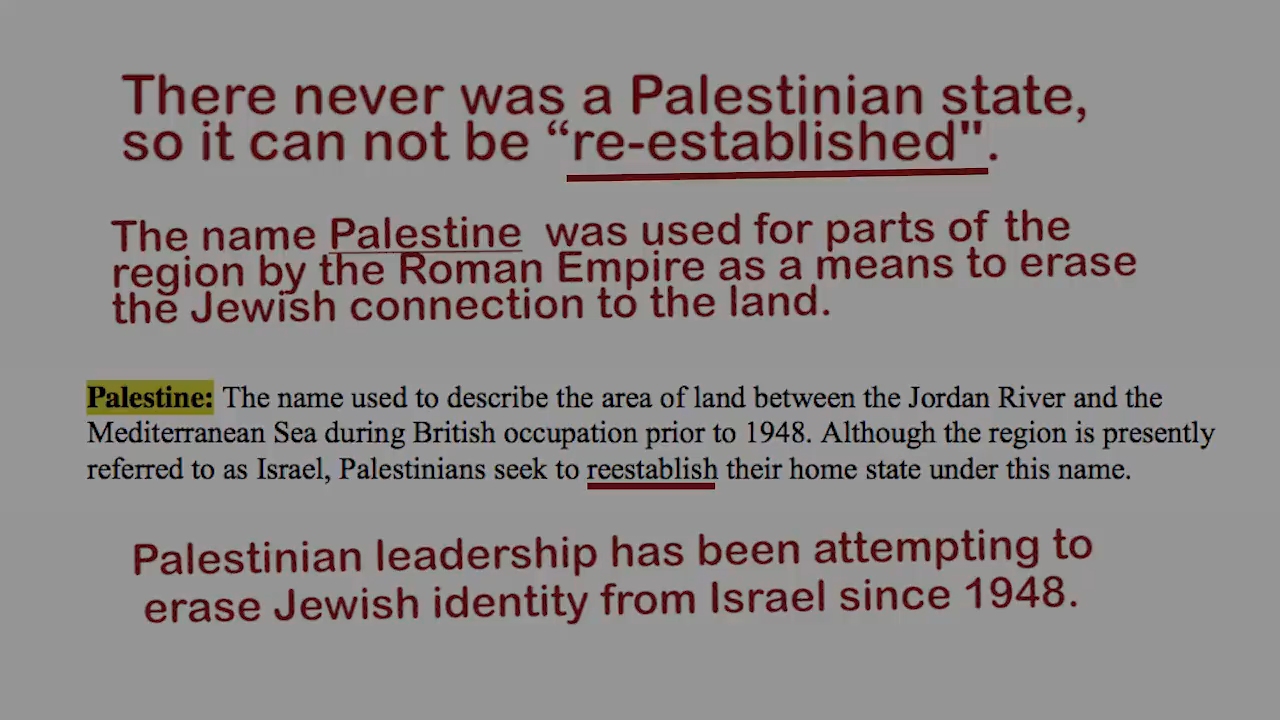 There never was a Palestinian state,
so it can not be “re-established".
The name Palestine was used for parts of the
region by the Roman Empire as a means to erase
the Jewish connection to the land.
Palestine: The name used to describe the area of land between the Jordan River and the
Mediterranean Sea during British occupation prior to 1948. Although the region is presently
referred to as Israel, Palestinians seek to reestablish their home state under this name.
Palestinian leadership has been attempting to
erase Jewish identity from Israel since 1948.